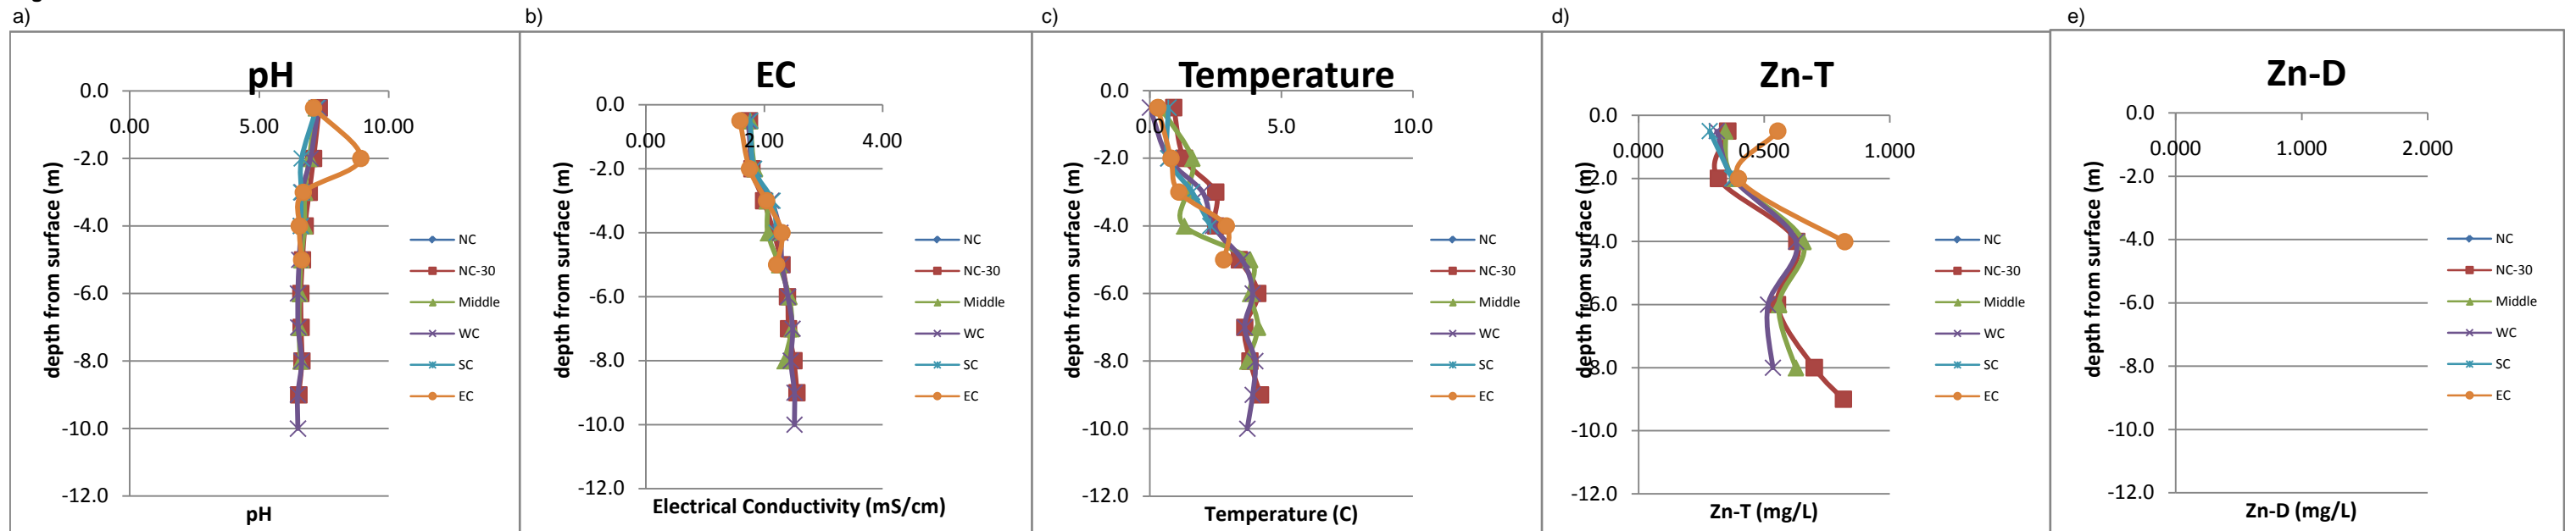 a)
b)
c)
d)
e)
pH
0.0
-2.0
-4.0
-6.0
-8.0
-10.0
-12.0
0.00 5.00 10.00
depth from surface (m)
pH
NC
NC-30
Middle
WC
SC
EC
EC
0.0
-2.0
-4.0
-6.0
-8.0
-10.0
-12.0
0.00 2.00 4.00
depth from surface (m)
Electrical Conductivity (mS/cm)
NC
NC-30
Middle
WC
SC
EC
Temperature
0.0
-2.0
-4.0
-6.0
-8.0
-10.0
-12.0
0.0 5.0 10.0
depth from surface (m)
Temperature (C)
NC
NC-30
Middle
WC
SC
EC
Zn-T
0.0
-2.0
-4.0
-6.0
-8.0
-10.0
-12.0
0.000 0.500 1.000
depth from surface (m)
Zn-T (mg/L)
NC
NC-30
Middle
WC
SC
EC
Zn-D
0.0
-2.0
-4.0
-6.0
-8.0
-10.0
-12.0
0.000 1.000 2.000
depth from surface (m)
Zn-D (mg/L)
NC
NC-30
Middle
WC
SC
EC